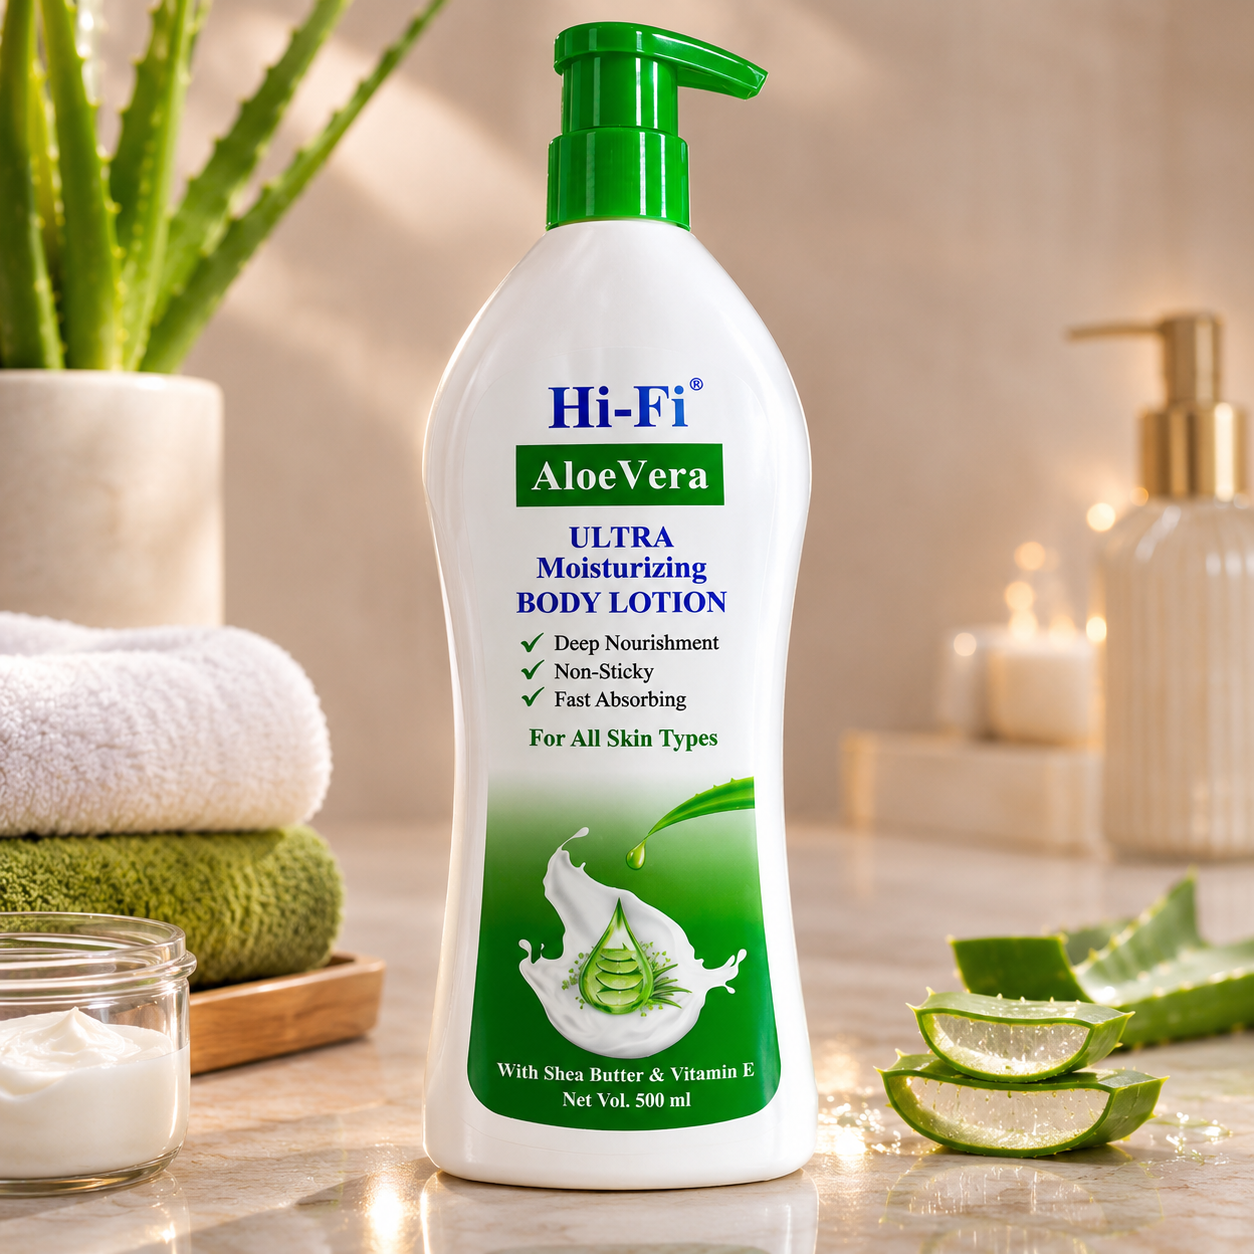 Hi-Fi®
AloeVera
ULTRA
Moisturizing
BODY LOTION
✓ Deep Nourishment
✓ Non-Sticky
✓ Fast Absorbing
For All Skin Types
With Shea Butter & Vitamin E
Net Vol. 500 ml